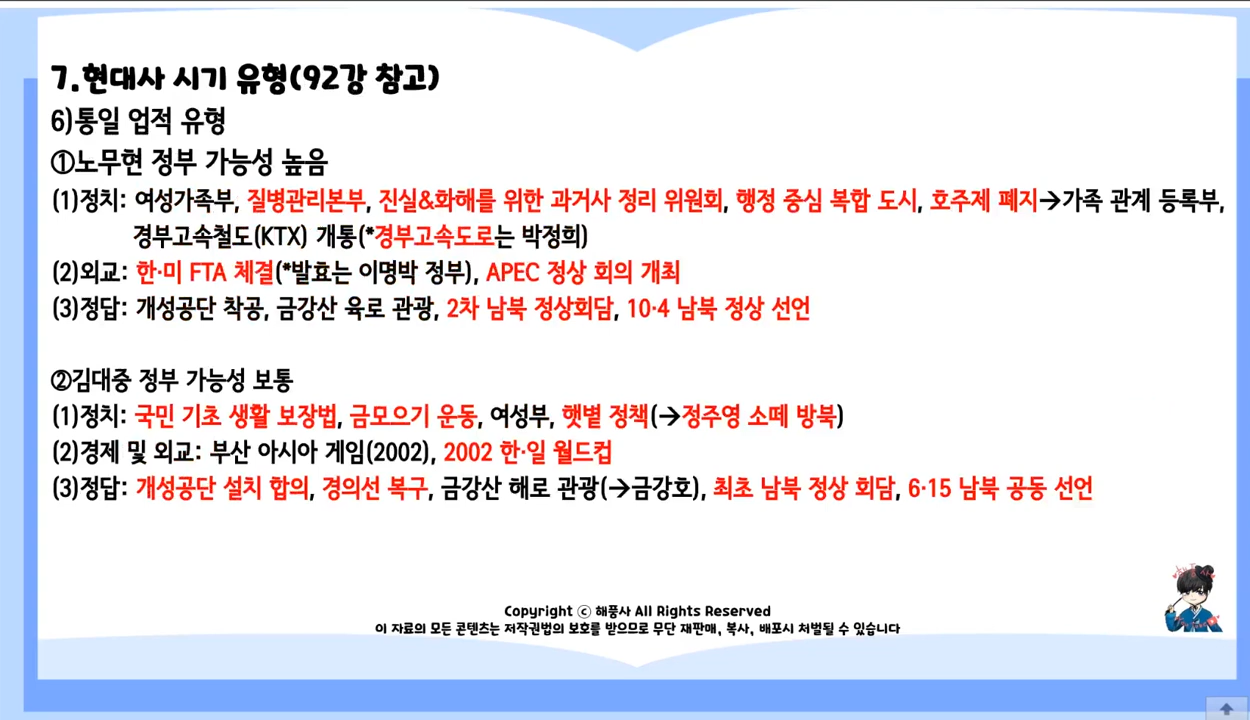 7.현대사 시기 유형(92강 참고)
6)통일 업적 유형
①노무현 정부 가능성 높음
(1)정치: 여성가족부, 질병관리본부, 진실&화해를 위한 과거사 정리 위원회, 행정 중심 복합 도시, 호주제 폐지→가족 관계 등록부,
경부고속철도(KTX) 개통(*경부고속도로는 박정희)
(2)외교: 한·미 FTA 체결(*발효는 이명박 정부), APEC 정상 회의 개최
(3)정답: 개성공단 착공, 금강산 육로 관광, 2차 남북 정상회담, 10·4 남북 정상 선언
②김대중 정부 가능성 보통
(1)정치: 국민 기초 생활 보장법, 금모으기 운동, 여성부, 햇볕 정책(→정주영 소떼 방북)
(2)경제 및 외교: 부산 아시아 게임(2002), 2002 한·일 월드컵
(3)정답: 개성공단 설치 합의, 경의선 복구, 금강산 해로 관광(→금강호), 최초 남북 정상 회담, 6·15 남북 공동 선언
Copyright ⓒ 해풍사 All Rights Reserved
이 자료의 모든 콘텐츠는 저작권법의 보호를 받으므로 무단 재판매, 복사, 배포시 처벌될 수 있습니다